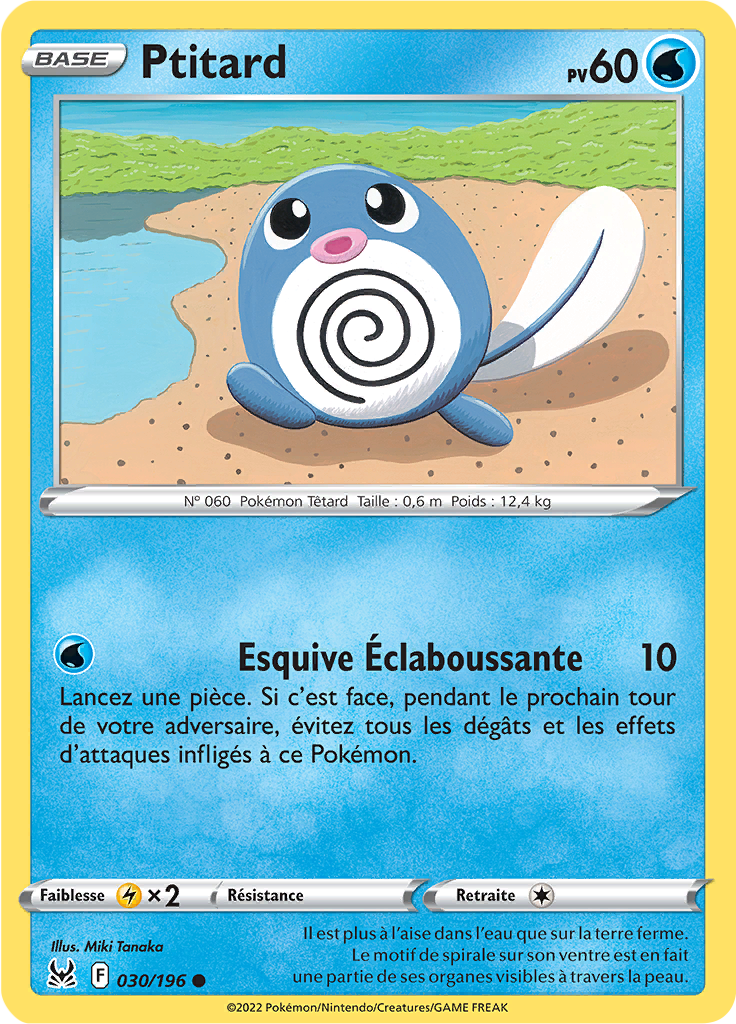 BASE Ptitard PV60
N° 060 Pokémon Têtard Taille : 0,6 m Poids : 12,4 kg
Esquive Éclaboussante 10
Lancez une pièce. Si c'est face, pendant le prochain tour
de votre adversaire, évitez tous les dégâts et les effets
d'attaques infligés à ce Pokémon.
Faiblesse ×2 Résistance Retraite
Illus. Miki Tanaka
F 030/196
Il est plus à l'aise dans l'eau que sur la terre ferme.
Le motif de spirale sur son ventre est en fait
une partie de ses organes visibles à travers la peau.
©2022 Pokémon/Nintendo/Creatures/GAME FREAK